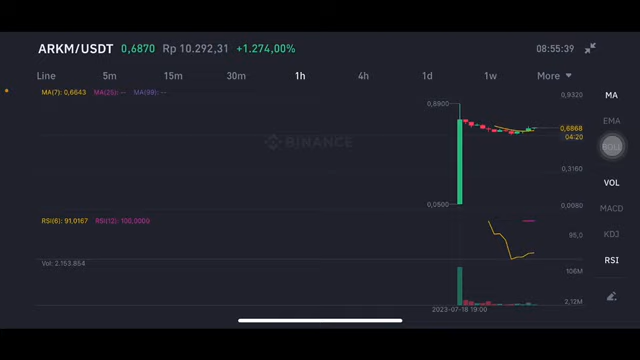 ARKM/USDT 0,6870 Rp 10.292,31 +1.274,00% 08:55:39
Line 5m 15m 30m 1h 4h 1d 1w More
MA(7): 0,6643 MA(25): -- MA(99): --
MA
0,9320
0,8900
EMA
0,6868
04:20
BINANCE
BOLL
0,3160
VOL
0,0500
0,0080
MACD
RSI(6): 91,0167 RSI(12): 100,0000
KDJ
85,0
RSI
Vol: 2.153.854
106M
2,12M
2023-07-18 19:00